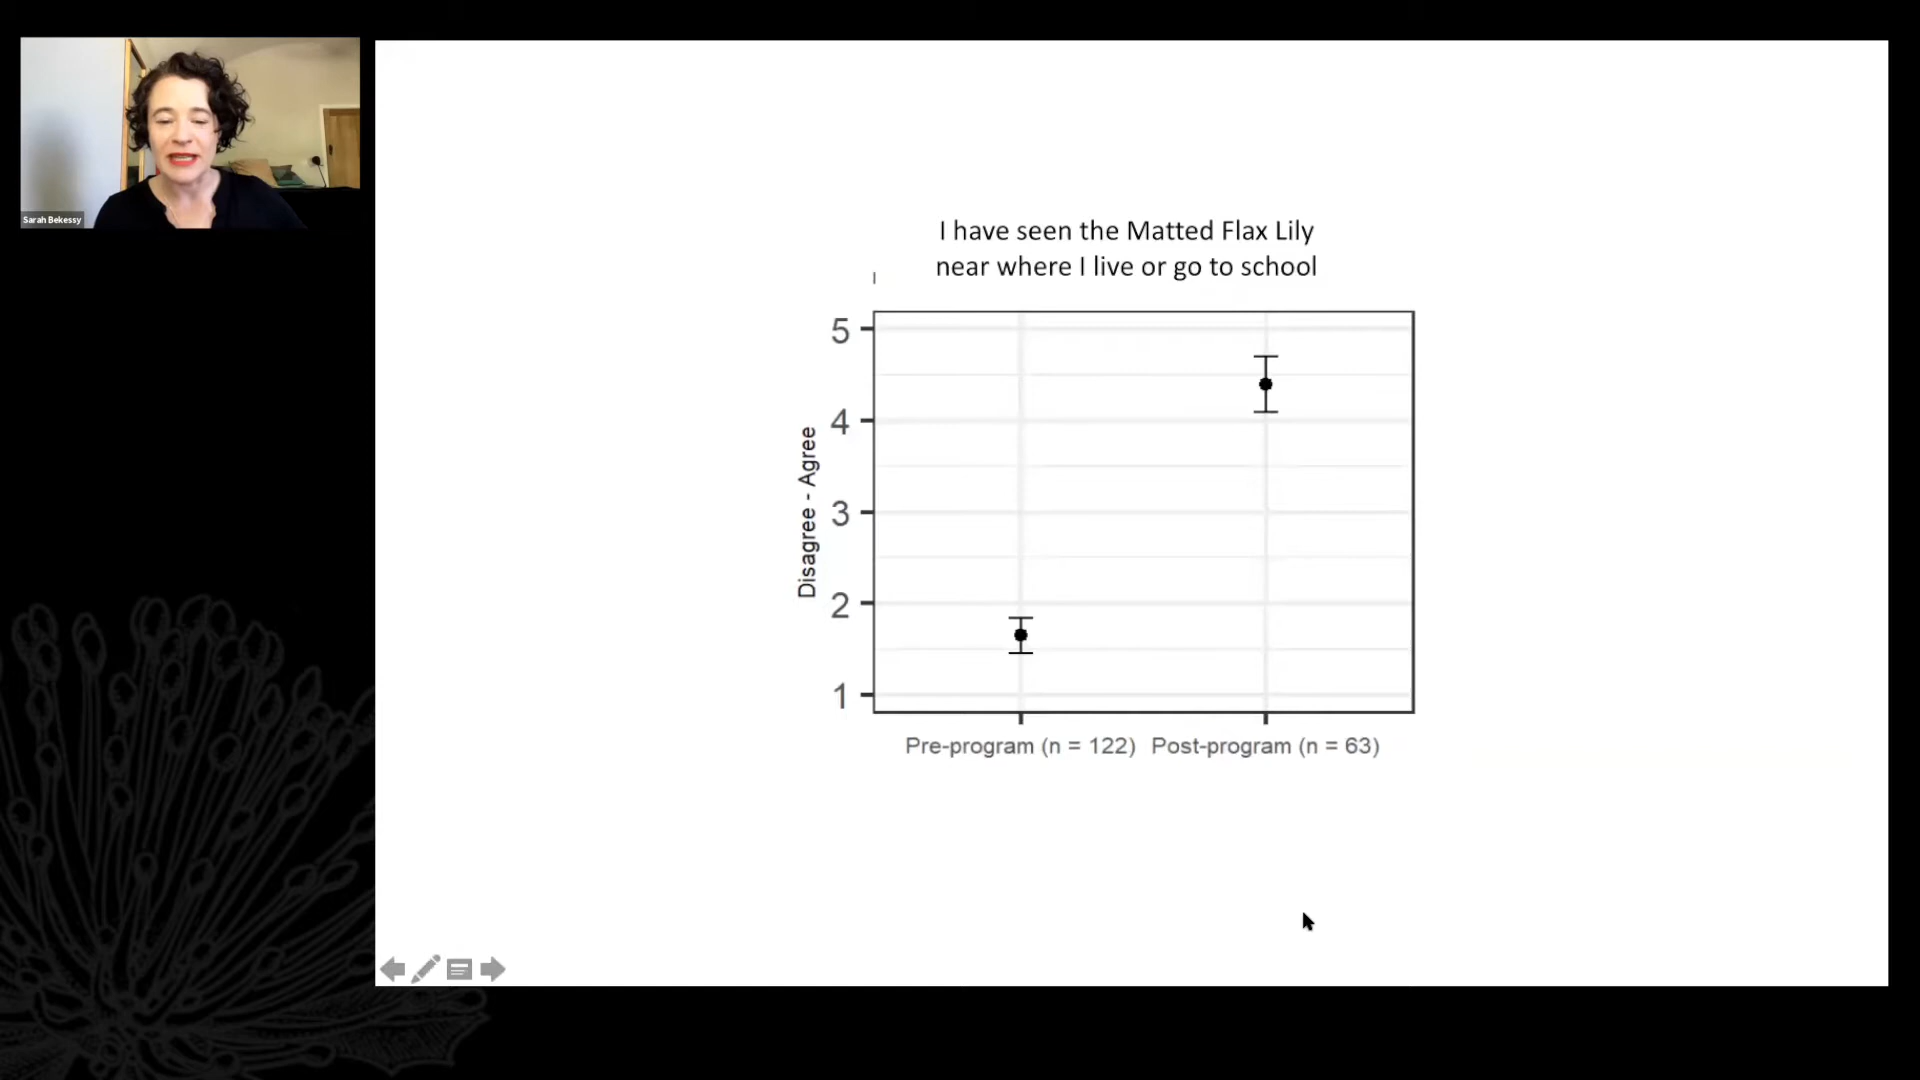 Sarah Bekessy
I have seen the Matted Flax Lily
near where I live or go to school
5
4
3
2
1
Disagree - Agree
Pre-program (n = 122)
Post-program (n = 63)